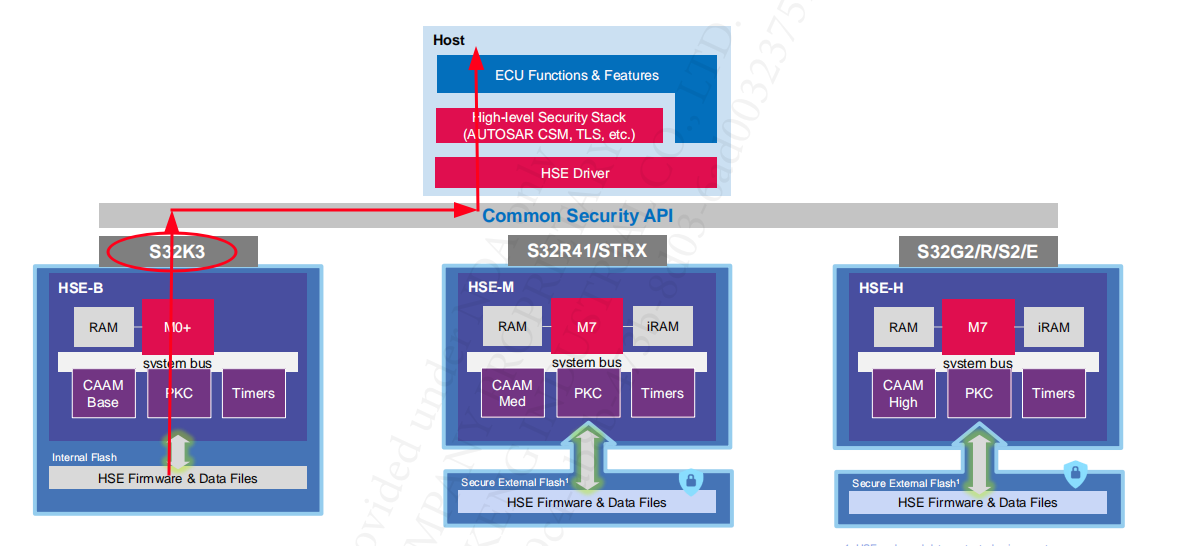 Host
ECU Functions & Features
High-level Security Stack
(AUTOSAR CSM, TLS, etc.)
HSE Driver
Common Security API
S32K3
HSE-B
RAM
M0+
system bus
CAAM
Base
PKC
Timers
Internal Flash
HSE Firmware & Data Files
S32R41/STRX
HSE-M
RAM
M7
iRAM
system bus
CAAM
Med
PKC
Timers
Secure External Flash¹
HSE Firmware & Data Files
S32G2/R/S2/E
HSE-H
RAM
M7
iRAM
system bus
CAAM
High
PKC
Timers
Secure External Flash¹
HSE Firmware & Data Files